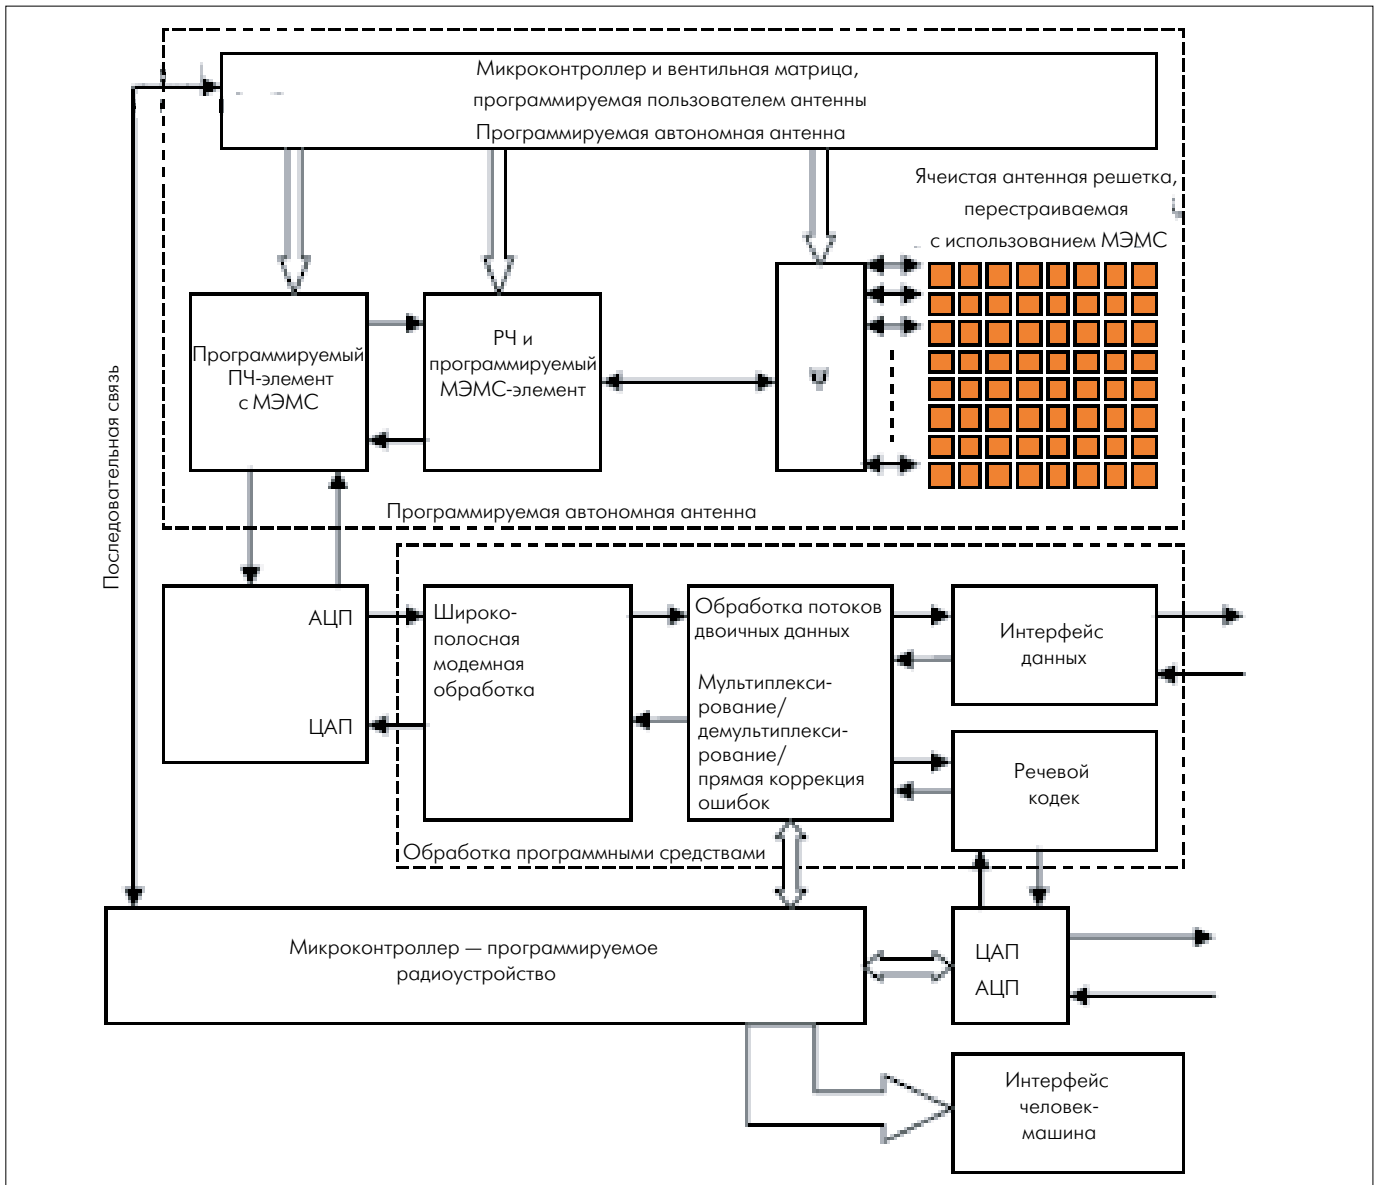 Микроконтроллер и вентильная матрица,
программируемая пользователем антенны
Программируемая автономная антенна
Ячеистая антенная решетка,
перестраиваемая
с использованием МЭМС
Программируемый
ПЧ-элемент
с МЭМС
РЧ и
программируемый
МЭМС-элемент
Последовательная связь
Программируемая автономная антенна
АЦП
ЦАП
Широко-
полосная
модемная
обработка
Обработка потоков
двоичных данных
Мультиплекси-
рование/
демультиплекси-
рование/
прямая коррекция
ошибок
Интерфейс
данных
Речевой
кодек
Обработка программными средствами
Микроконтроллер — программируемое
радиоустройство
ЦАП
АЦП
Интерфейс
человек-
машина